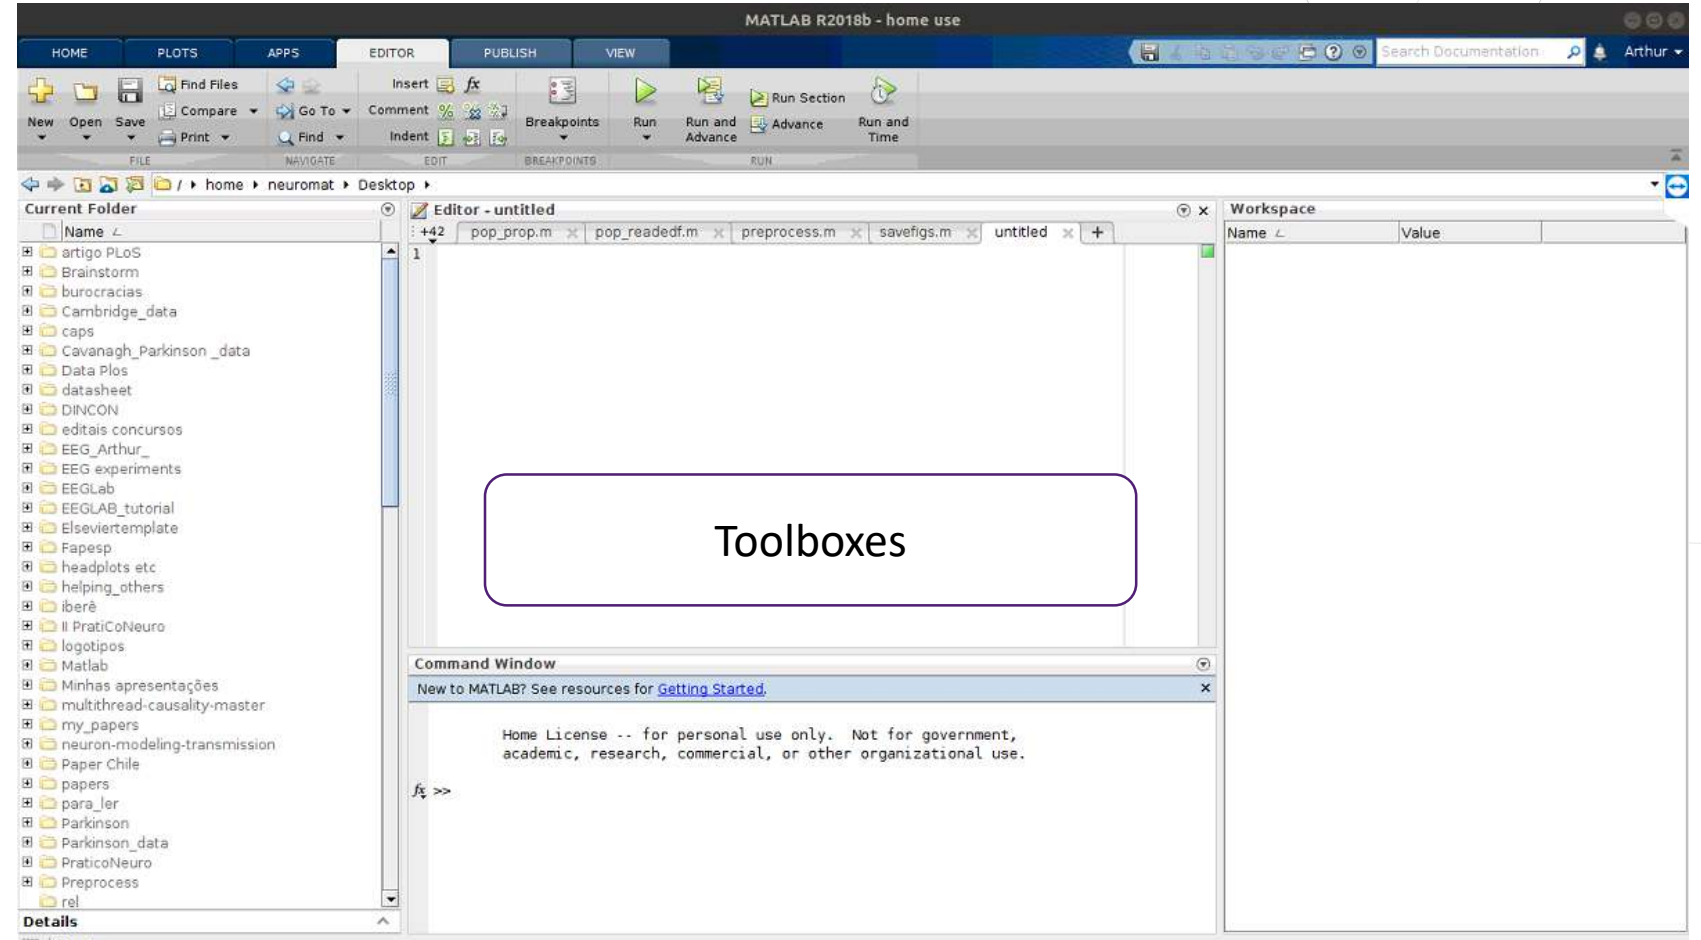 MATLAB R2018b - home use
HOME PLOTS APPS EDITOR PUBLISH VIEW
Search Documentation
Arthur
New
Open
Save
Find Files
Compare
Print
FILE
Go To
Find
NAVIGATE
Insert fx
Comment
Indent
EDIT
Breakpoints
BREAKPOINTS
Run
Run and
Advance
Run Section
Advance
Run and
Time
RUN
/ home neuromat Desktop
Current Folder
Name
artigo PLoS
Brainstorm
burocracias
Cambridge_data
caps
Cavanagh_Parkinson _data
Data Plos
datasheet
DINCON
editais concursos
EEG_Arthur_
EEG experiments
EEGLab
EEGLAB_tutorial
Elseviertemplate
Fapesp
headplots etc
helping_others
iberê
II PratiCoNeuro
logotipos
Matlab
Minhas apresentações
multithread-causality-master
my_papers
neuron-modeling-transmission
Paper Chile
papers
para_ler
Parkinson
Parkinson_data
PraticoNeuro
Preprocess
rel
Details
Editor - untitled
+42 pop_prop.m pop_readedf.m preprocess.m savefigs.m untitled +
1
Toolboxes
Command Window
New to MATLAB? See resources for Getting Started.
Home License -- for personal use only. Not for government,
academic, research, commercial, or other organizational use.
fx >>
Workspace
Name Value